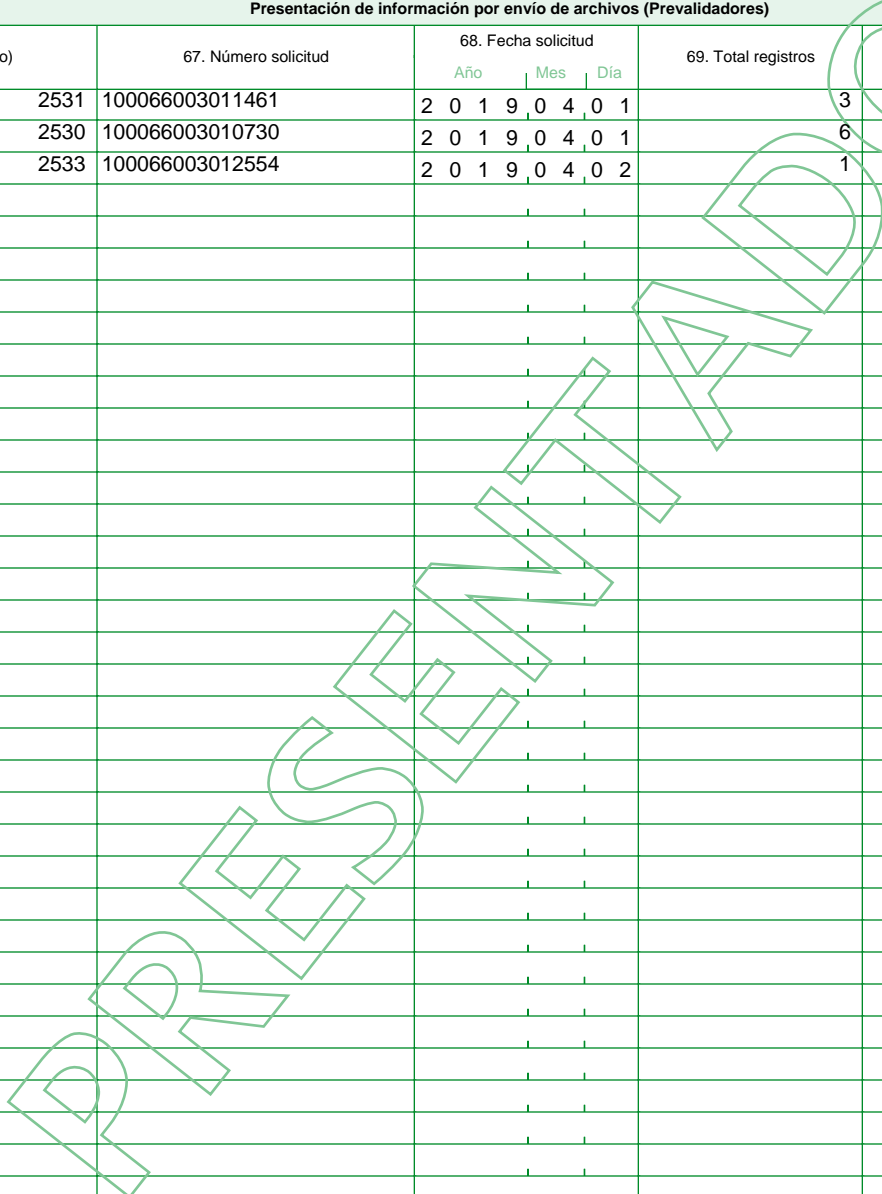 Presentación de información por envío de archivos (Prevalidadores)
o) 67. Número solicitud 68. Fecha solicitud 69. Total registros
Año Mes Día
2531 100066003011461 2 0 1 9 0 4 0 1 3
2530 100066003010730 2 0 1 9 0 4 0 1 6
2533 100066003012554 2 0 1 9 0 4 0 2 1
PRESENTADO